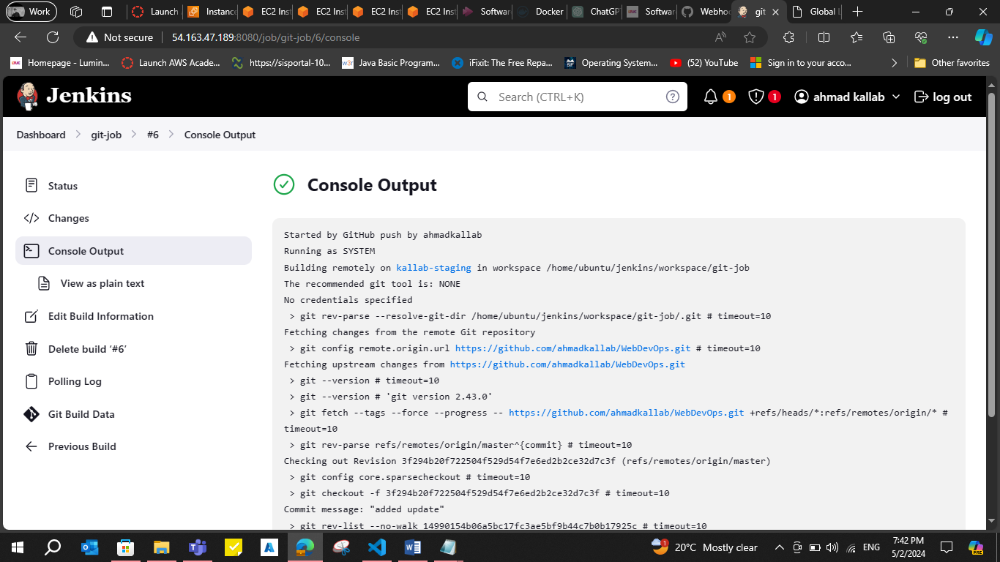 Work
Launch
Instance
EC2 Inst
EC2 Inst
EC2 Inst
EC2 Inst
Softwar
Docker
ChatGP
Softwar
Webhoo
git
Global L
Not secure
54.163.47.189:8080/job/git-job/6/console
Homepage - Lumin...
Launch AWS Acade...
https://sisportal-10...
Java Basic Program...
iFixit: The Free Repa...
Operating System...
(52) YouTube
Sign in to your acco...
Other favorites
Jenkins
Search (CTRL+K)
1
1
ahmad kallab
log out
Dashboard
git-job
#6
Console Output
Status
Changes
Console Output
View as plain text
Edit Build Information
Delete build ‘#6’
Polling Log
Git Build Data
Previous Build
Console Output
Started by GitHub push by ahmadkallab
Running as SYSTEM
Building remotely on kallab-staging in workspace /home/ubuntu/jenkins/workspace/git-job
The recommended git tool is: NONE
No credentials specified
> git rev-parse --resolve-git-dir /home/ubuntu/jenkins/workspace/git-job/.git # timeout=10
Fetching changes from the remote Git repository
> git config remote.origin.url https://github.com/ahmadkallab/WebDevOps.git # timeout=10
Fetching upstream changes from https://github.com/ahmadkallab/WebDevOps.git
> git --version # timeout=10
> git --version # 'git version 2.43.0'
> git fetch --tags --force --progress -- https://github.com/ahmadkallab/WebDevOps.git +refs/heads/*:refs/remotes/origin/* #
timeout=10
> git rev-parse refs/remotes/origin/master^{commit} # timeout=10
Checking out Revision 3f294b20f722504f529d54f7e6ed2b2ce32d7c3f (refs/remotes/origin/master)
> git config core.sparsecheckout # timeout=10
> git checkout -f 3f294b20f722504f529d54f7e6ed2b2ce32d7c3f # timeout=10
Commit message: "added update"
> git rev-list --no-walk 14990154b06a5bc17fc3ae5bf9b44c7b0b17925c # timeout=10
20°C Mostly clear
ENG
7:42 PM
5/2/2024